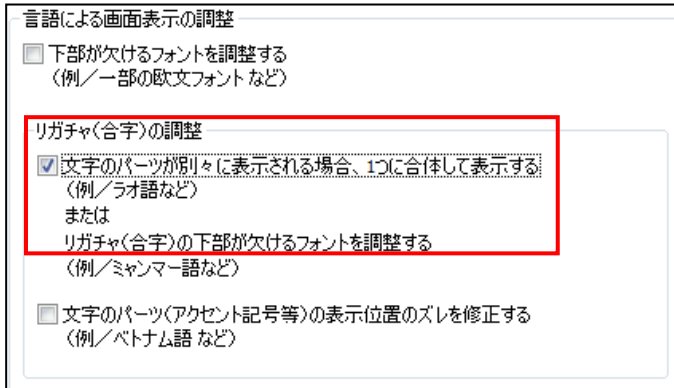 言語による画面表示の調整
下部が欠けるフォントを調整する
(例／一部の欧文フォント など)
リガチャ(合字)の調整
文字のパーツが別々に表示される場合、1つに合体して表示する
(例／ラオ語など)
または
リガチャ(合字)の下部が欠けるフォントを調整する
(例／ミャンマー語など)
文字のパーツ(アクセント記号等)の表示位置のズレを修正する
(例／ベトナム語 など)